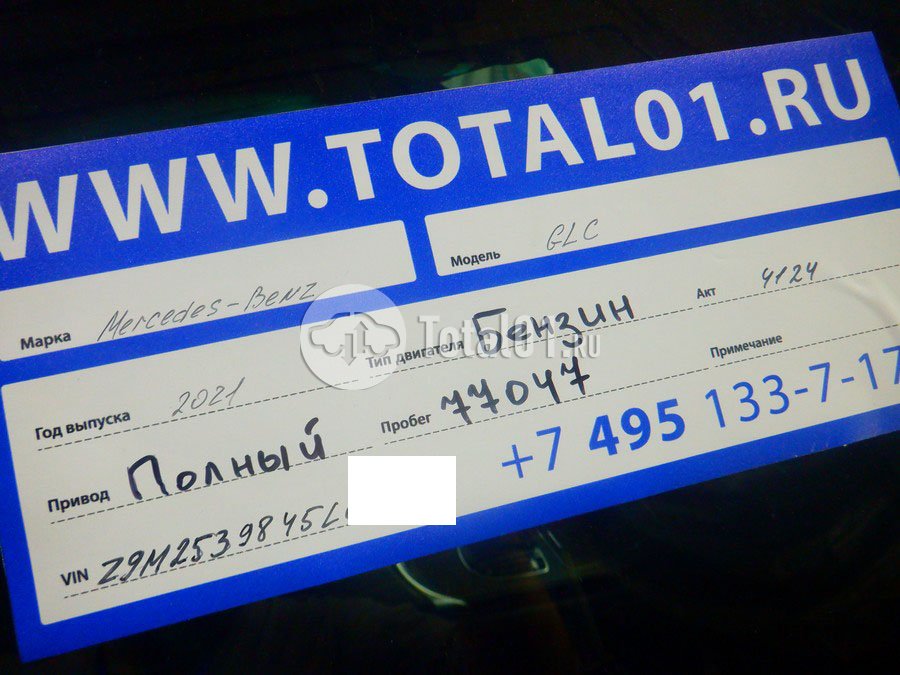 WWW.TOTAL01.RU
Марка Mercedes-Benz Модель GLC
Год выпуска 2021 Тип двигателя Бензин Акт 4124
Привод Полный Пробег 77047 Примечание
VIN Z9M2539845L +7 495 133-7-17
Total01.RU